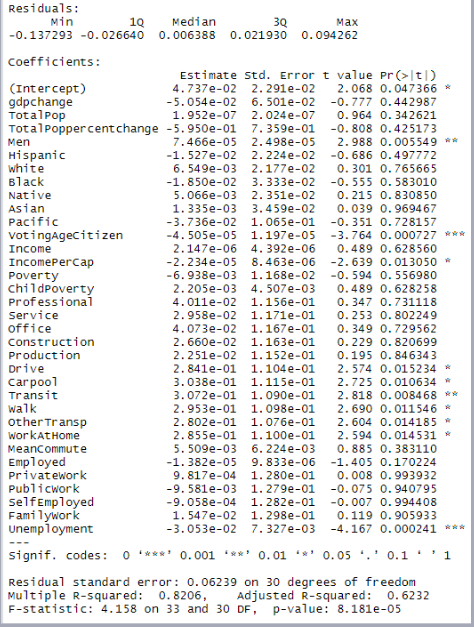 Residuals:
      Min        1Q    Median        3Q       Max
-0.137293 -0.026640  0.006388  0.021930  0.094262

Coefficients:
                         Estimate Std. Error t value Pr(>|t|)
(Intercept)             4.737e-02  2.291e-02   2.068 0.047366 *
gdpchange              -5.054e-02  6.501e-02  -0.777 0.442987
TotalPop                1.952e-07  2.024e-07   0.964 0.342621
TotalPoppercentchange  -5.950e-01  7.359e-01  -0.808 0.425173
Men                     7.466e-05  2.498e-05   2.988 0.005549 **
Hispanic               -1.527e-02  2.224e-02  -0.686 0.497772
White                   6.549e-03  2.177e-02   0.301 0.765665
Black                  -1.850e-02  3.333e-02  -0.555 0.583010
Native                  5.066e-03  2.351e-02   0.215 0.830850
Asian                   1.335e-03  3.459e-02   0.039 0.969467
Pacific                -3.736e-02  1.065e-01  -0.351 0.728157
VotingAgeCitizen       -4.505e-05  1.197e-05  -3.764 0.000727 ***
Income                  2.147e-06  4.392e-06   0.489 0.628560
IncomePerCap           -2.234e-05  8.463e-06  -2.639 0.013050 *
Poverty                -6.938e-03  1.168e-02  -0.594 0.556980
ChildPoverty            2.205e-03  4.507e-03   0.489 0.628258
Professional            4.011e-02  1.156e-01   0.347 0.731118
Service                 2.958e-02  1.171e-01   0.253 0.802249
Office                  4.073e-02  1.167e-01   0.349 0.729562
Construction            2.660e-02  1.163e-01   0.229 0.820699
Production              2.251e-02  1.152e-01   0.195 0.846343
Drive                   2.841e-01  1.104e-01   2.574 0.015234 *
Carpool                 3.038e-01  1.115e-01   2.725 0.010634 *
Transit                 3.072e-01  1.090e-01   2.818 0.008468 **
Walk                    2.953e-01  1.098e-01   2.690 0.011546 *
OtherTransp             2.802e-01  1.076e-01   2.604 0.014185 *
WorkAtHome              2.855e-01  1.100e-01   2.594 0.014531 *
MeanCommute             5.509e-03  6.224e-03   0.885 0.383110
Employed               -1.382e-05  9.833e-06  -1.405 0.170224
PrivateWork             9.817e-04  1.280e-01   0.008 0.993932
PublicWork             -9.581e-03  1.279e-01  -0.075 0.940795
SelfEmployed           -9.058e-04  1.282e-01  -0.007 0.994408
FamilyWork              1.547e-02  1.298e-01   0.119 0.905933
Unemployment           -3.053e-02  7.327e-03  -4.167 0.000241 ***
---
Signif. codes:  0 ‘***’ 0.001 ‘**’ 0.01 ‘*’ 0.05 ‘.’ 0.1 ‘ ’ 1

Residual standard error: 0.06239 on 30 degrees of freedom
Multiple R-squared:  0.8206,    Adjusted R-squared:  0.6232
F-statistic: 4.158 on 33 and 30 DF,  p-value: 8.181e-05